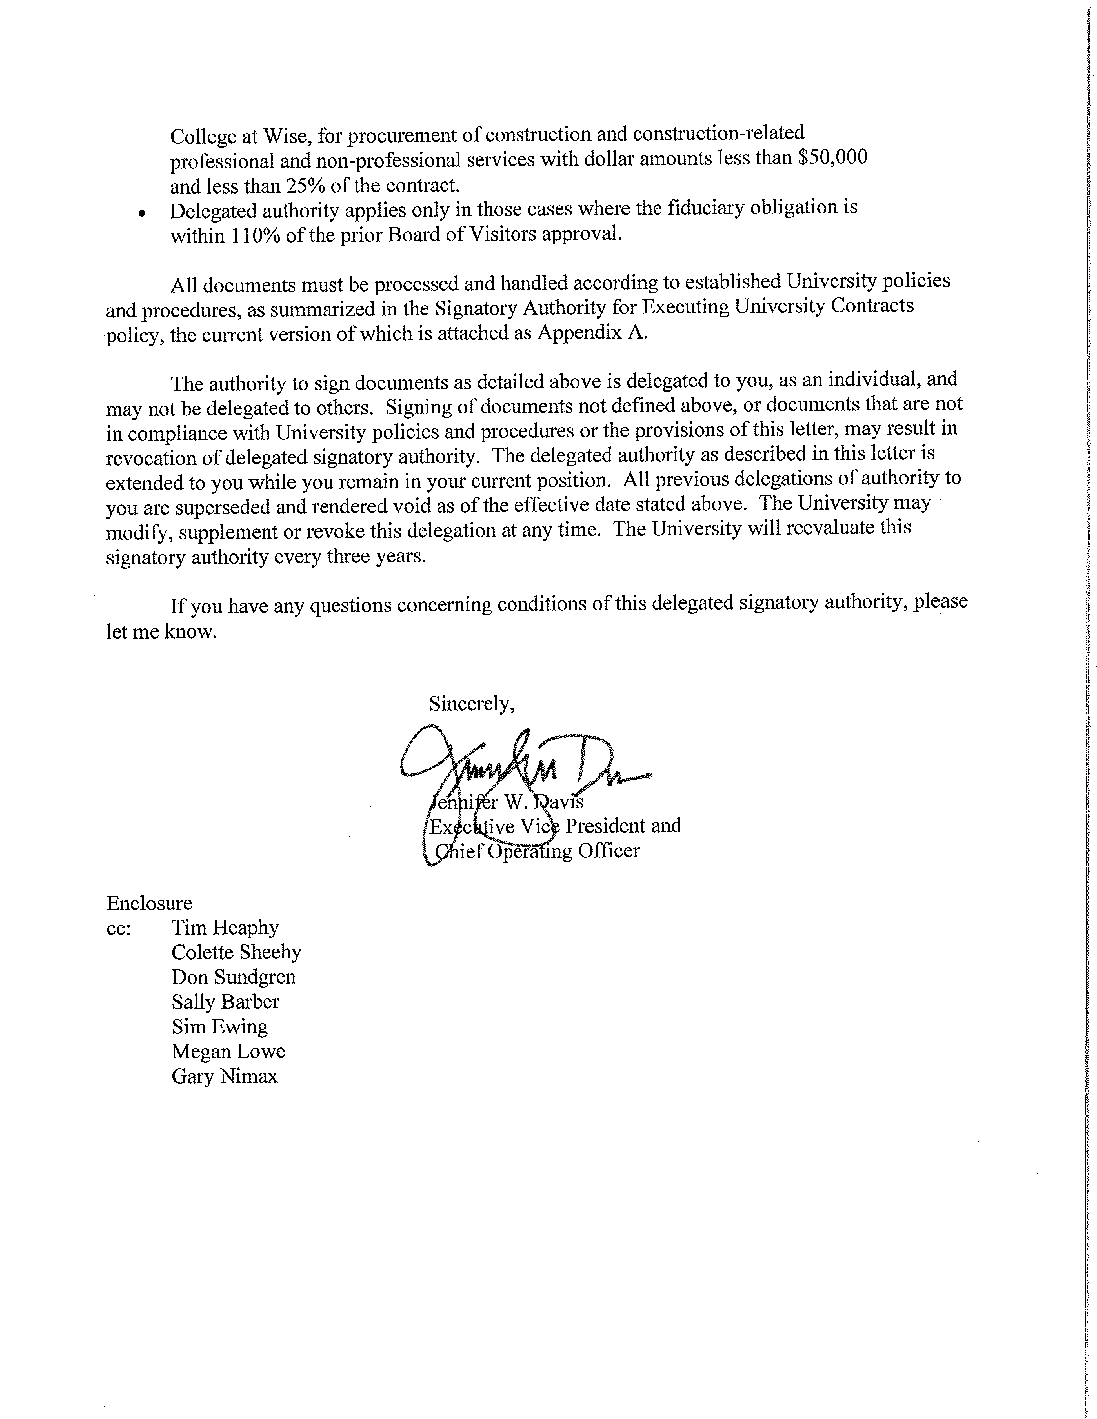 College at Wise, for procurement of construction and construction-related
professional and non-professional services with dollar amounts less than $50,000
and less than 25% of the contract.
• Delegated authority applies only in those cases where the fiduciary obligation is
within 110% of the prior Board of Visitors approval.
All documents must be processed and handled according to established University policies
and procedures, as summarized in the Signatory Authority for Executing University Contracts
policy, the current version of which is attached as Appendix A.
The authority to sign documents as detailed above is delegated to you, as an individual, and
may not be delegated to others. Signing of documents not defined above, or documents that are not
in compliance with University policies and procedures or the provisions of this letter, may result in
revocation of delegated signatory authority. The delegated authority as described in this letter is
extended to you while you remain in your current position. All previous delegations of authority to
you are superseded and rendered void as of the effective date stated above. The University may
modify, supplement or revoke this delegation at any time. The University will reevaluate this
signatory authority every three years.
If you have any questions concerning conditions of this delegated signatory authority, please
let me know.
Sincerely,
Jennifer W. Davis
Executive Vice President and
Chief Operating Officer
Enclosure
cc: Tim Heaphy
Colette Sheehy
Don Sundgren
Sally Barber
Sim Ewing
Megan Lowe
Gary Nimax